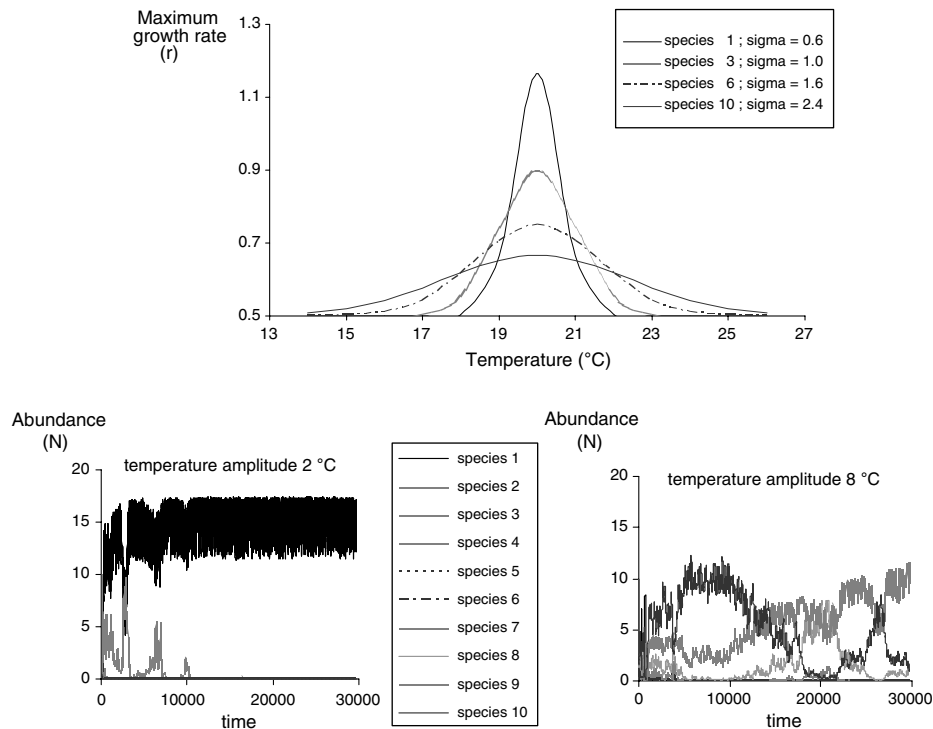 Maximum
growth rate
(r)
1.3
1.1
0.9
0.7
0.5
13
15
17
19
21
23
25
27
Temperature (°C)
species 1 ; sigma = 0.6
species 3 ; sigma = 1.0
species 6 ; sigma = 1.6
species 10 ; sigma = 2.4
Abundance
(N)
temperature amplitude 2 °C
20
15
10
5
0
0
10000
20000
30000
time
species 1
species 2
species 3
species 4
species 5
species 6
species 7
species 8
species 9
species 10
Abundance
(N)
temperature amplitude 8 °C
20
15
10
5
0
0
10000
20000
30000
time